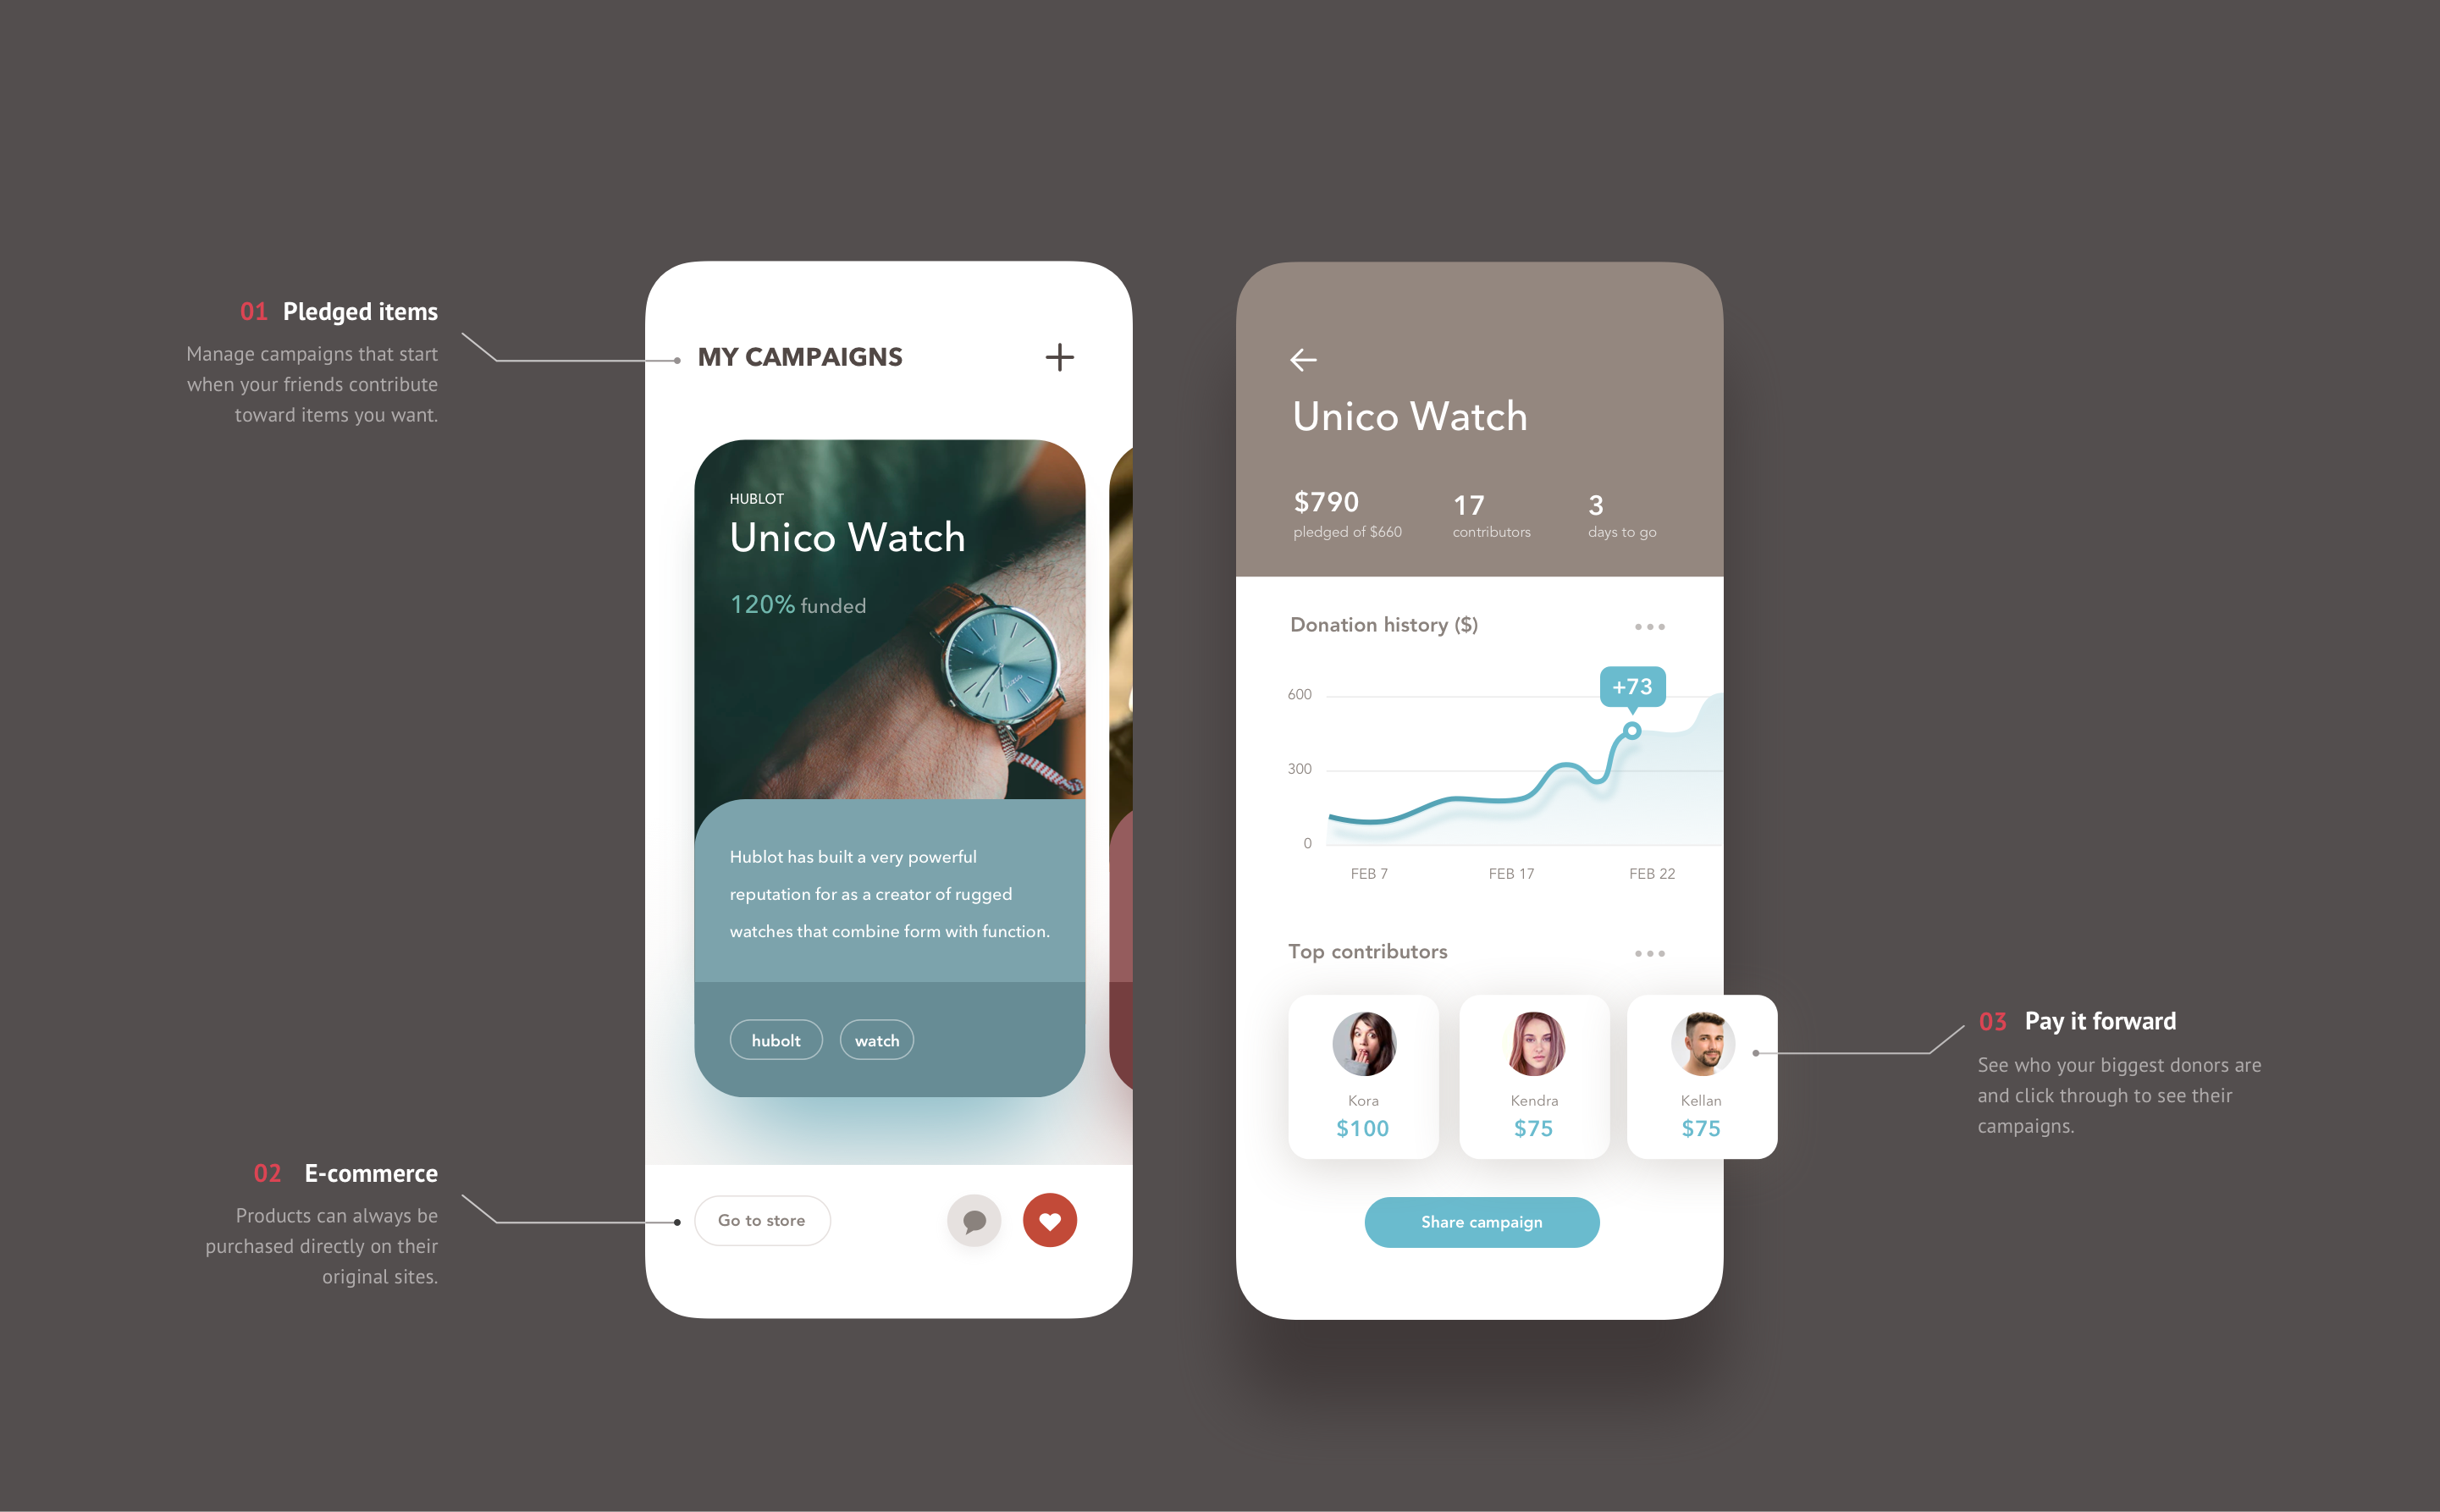 01 Pledged items
Manage campaigns that start
when your friends contribute
toward items you want.
02 E-commerce
Products can always be
purchased directly on their
original sites.
MY CAMPAIGNS
HUBLOT
Unico Watch
120% funded
Hublot has built a very powerful
reputation for as a creator of rugged
watches that combine form with function.
hubolt
watch
Go to store
Unico Watch
$790
pledged of $660
17
contributors
3
days to go
Donation history ($)
+73
600
300
0
FEB 7
FEB 17
FEB 22
Top contributors
Kora
$100
Kendra
$75
Kellan
$75
Share campaign
03 Pay it forward
See who your biggest donors are
and click through to see their
campaigns.